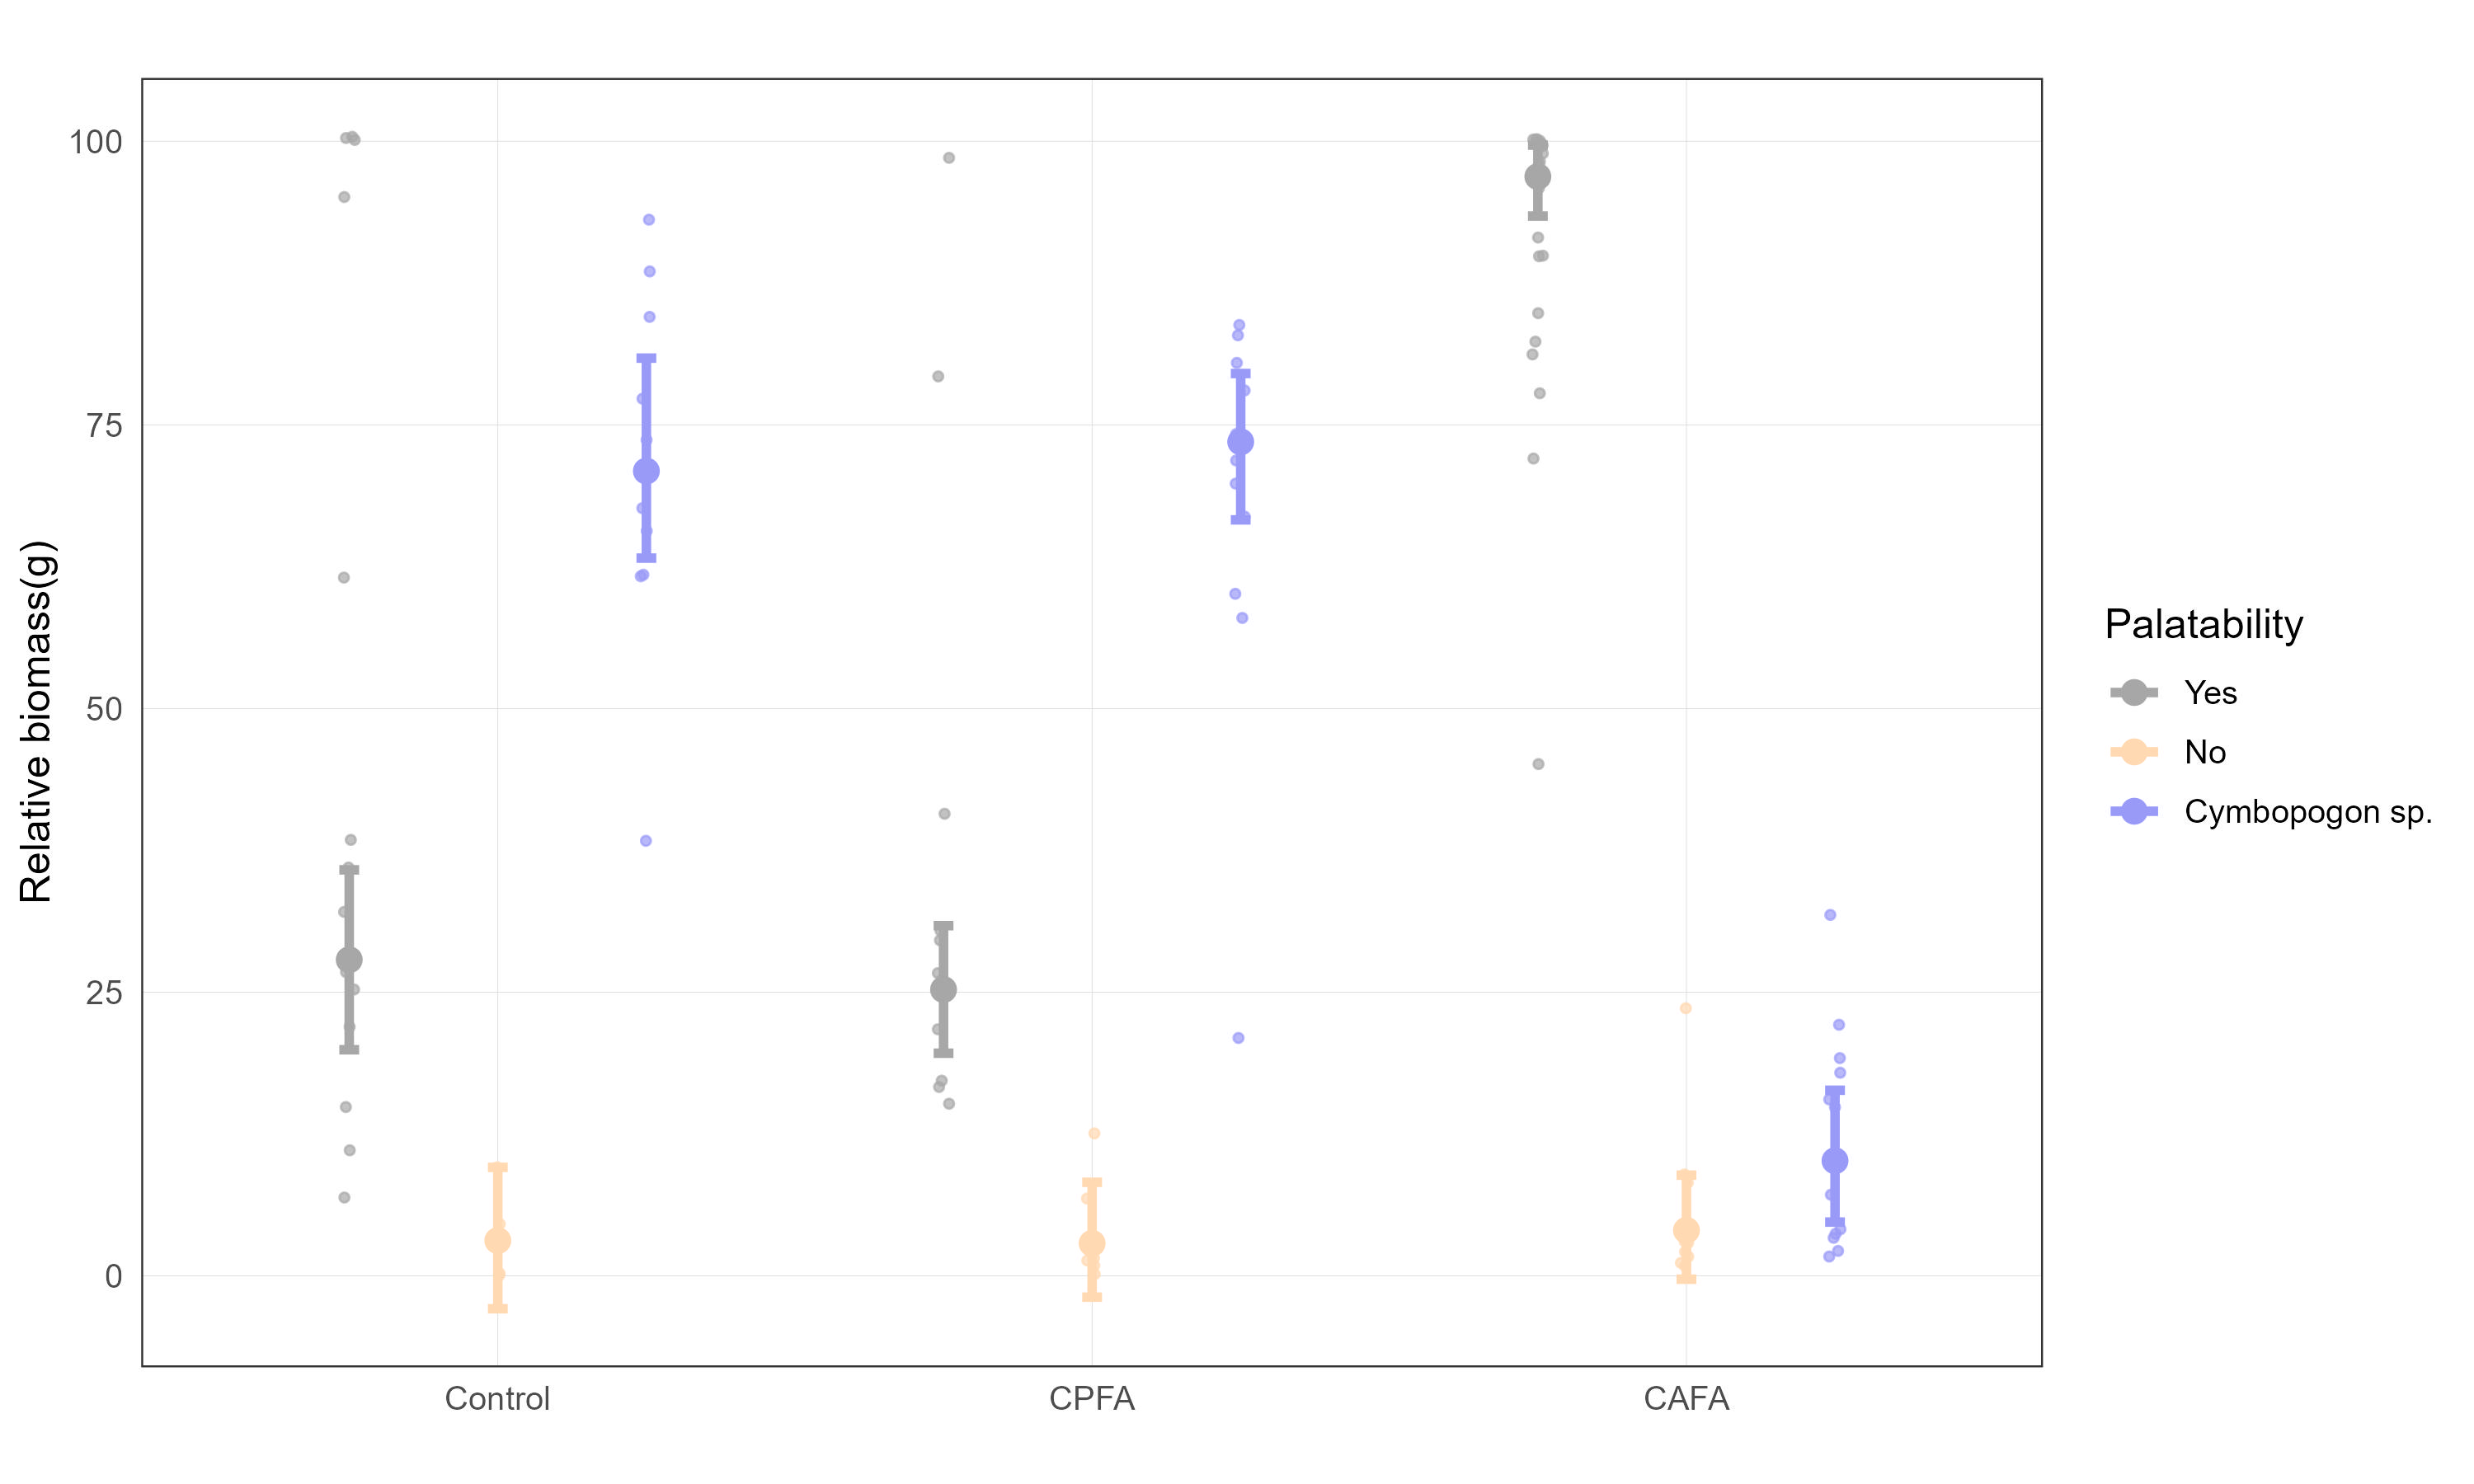 100
75
50
25
0
Relative biomass(g)
Control
CPFA
CAFA
Palatability
Yes
No
Cymbopogon sp.